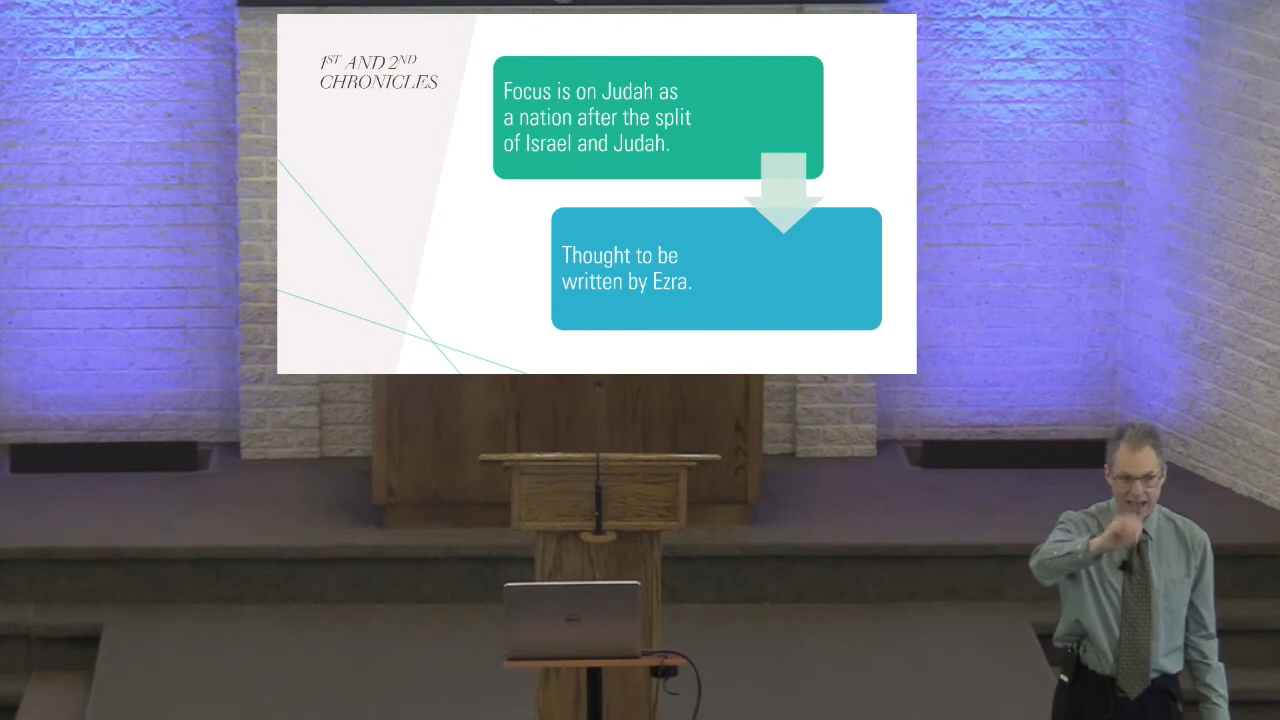 1ST AND 2ND
CHRONICLES
Focus is on Judah as
a nation after the split
of Israel and Judah.
Thought to be
written by Ezra.
DELL